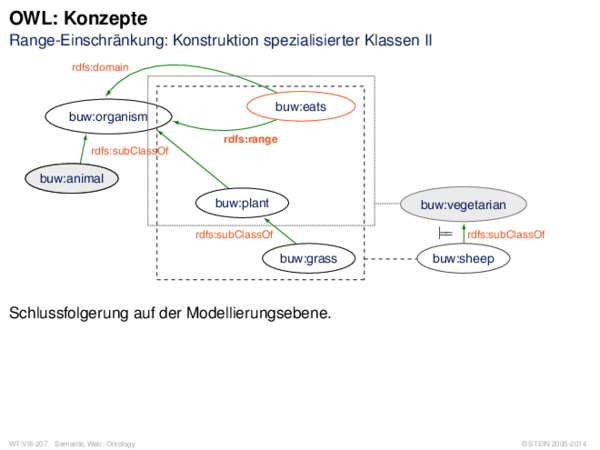 OWL: Konzepte
Range-Einschränkung: Konstruktion spezialisierter Klassen II
rdfs:domain
buw:eats
buw:organism
rdfs:range
rdfs:subClassOf
buw:animal
buw:plant
buw:vegetarian
rdfs:subClassOf
rdfs:subClassOf
buw:grass
buw:sheep
Schlussfolgerung auf der Modellierungsebene.
WT:VIII-207 Semantic Web: Ontology
© STEIN 2005-2014